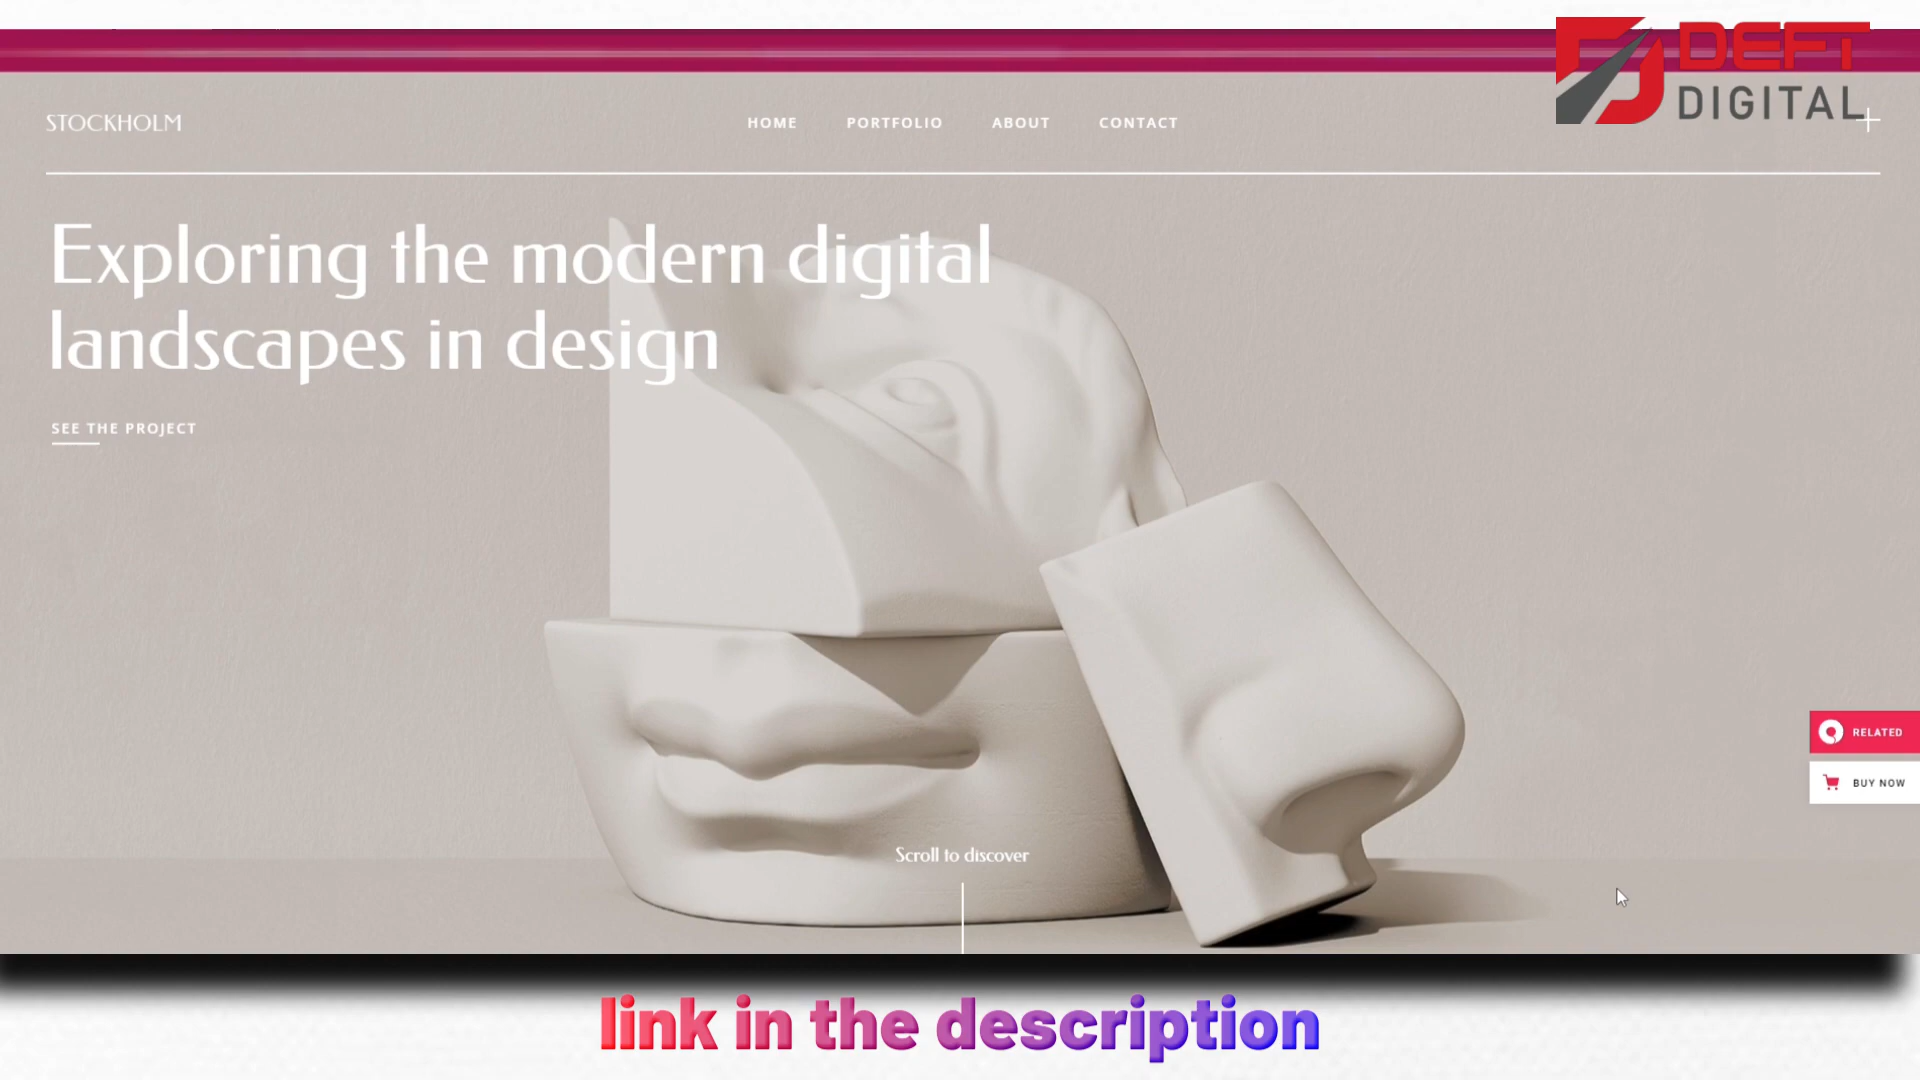 DEFT
DIGITAL
STOCKHOLM
HOME PORTFOLIO ABOUT CONTACT
Exploring the modern digital
landscapes in design
SEE THE PROJECT
RELATED
BUY NOW
Scroll to discover
link in the description